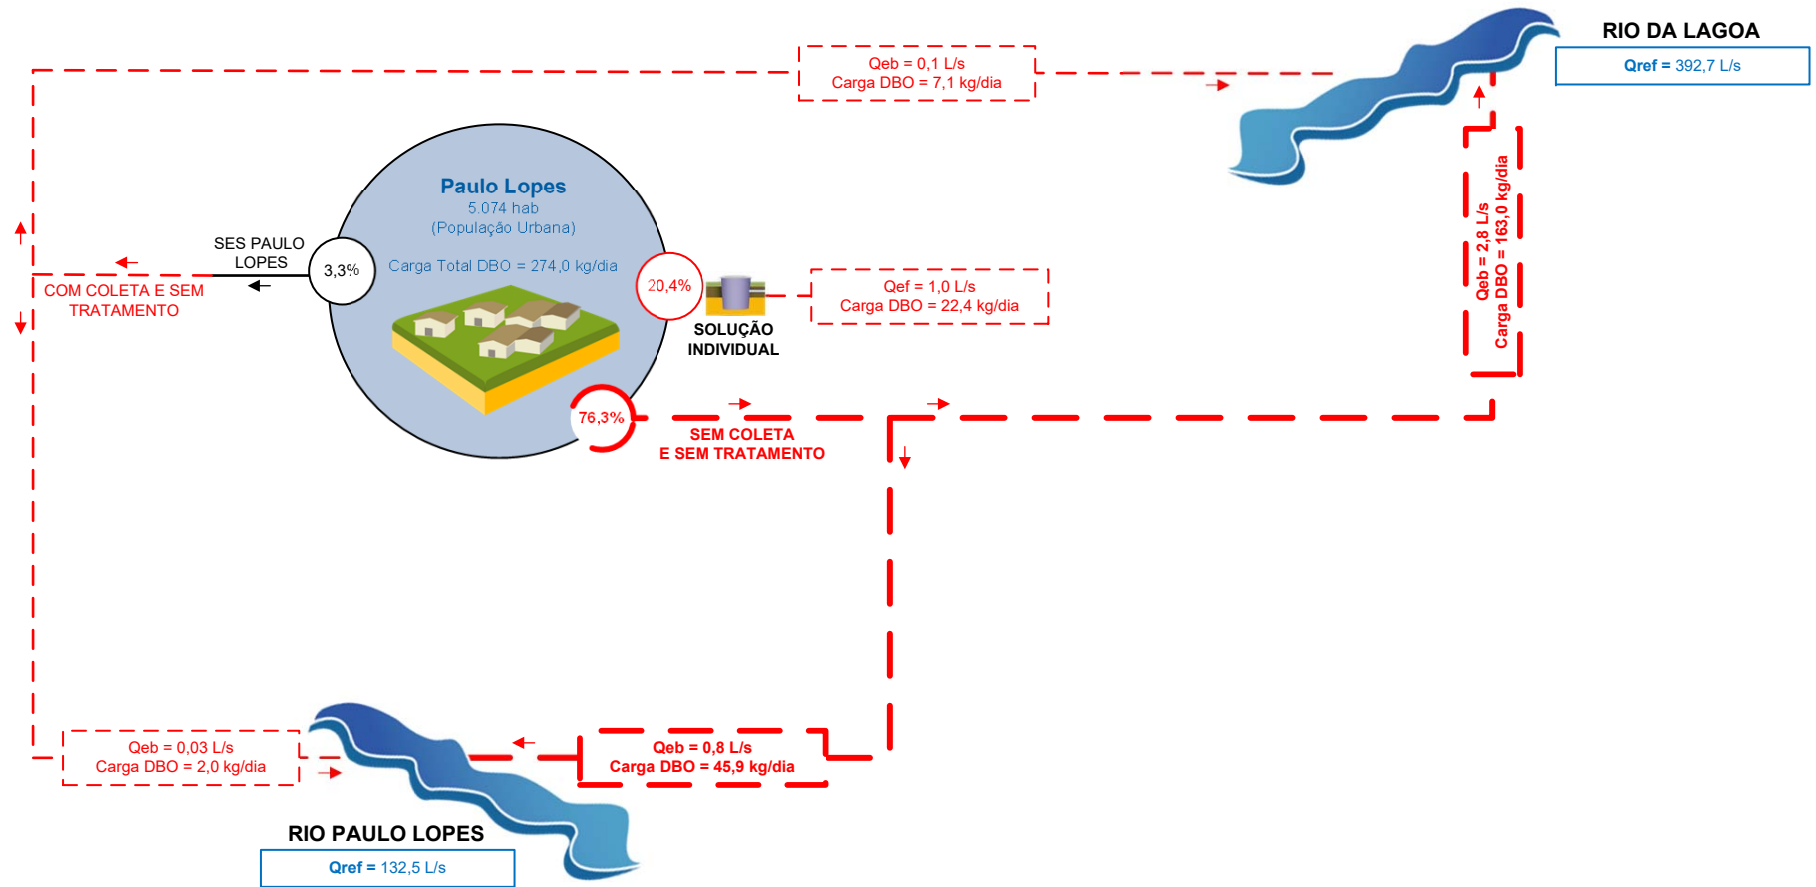 RIO DA LAGOA
Qref = 392,7 L/s
Qeb = 0,1 L/s
Carga DBO = 7,1 kg/dia
Paulo Lopes
5.074 hab
(População Urbana)
Carga Total DBO = 274,0 kg/dia
SES PAULO
LOPES
3,3%
COM COLETA E SEM
TRATAMENTO
20,4%
SOLUÇÃO
INDIVIDUAL
Qef = 1,0 L/s
Carga DBO = 22,4 kg/dia
Qeb = 2,8 L/s
Carga DBO = 163,0 kg/dia
76,3%
SEM COLETA
E SEM TRATAMENTO
Qeb = 0,03 L/s
Carga DBO = 2,0 kg/dia
Qeb = 0,8 L/s
Carga DBO = 45,9 kg/dia
RIO PAULO LOPES
Qref = 132,5 L/s